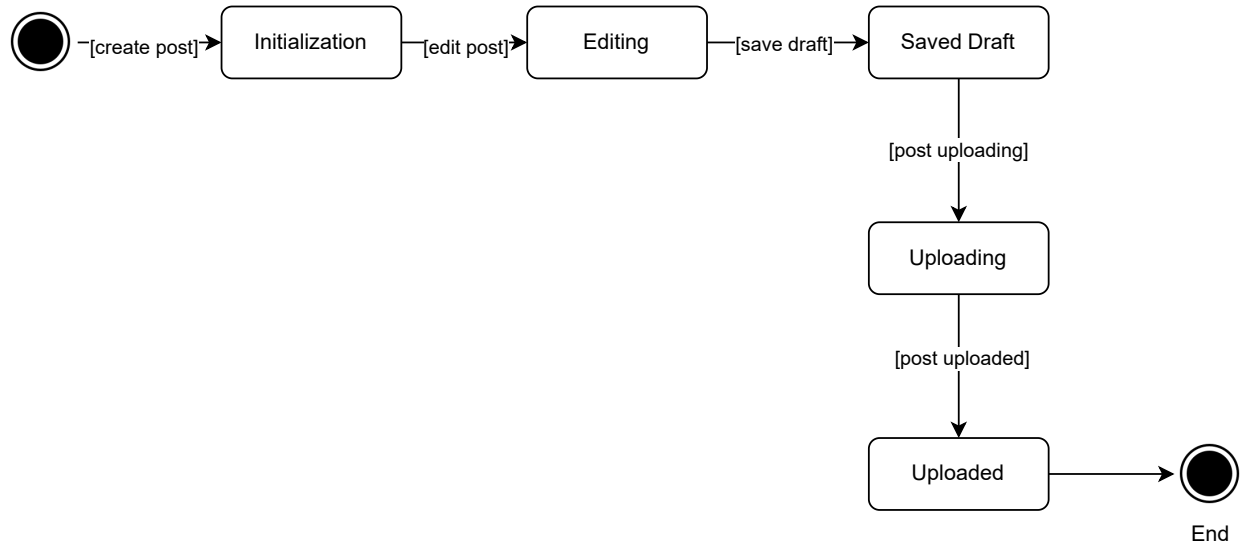 [create post]
Initialization
[edit post]
Editing
[save draft]
Saved Draft
[post uploading]
Uploading
[post uploaded]
Uploaded
End